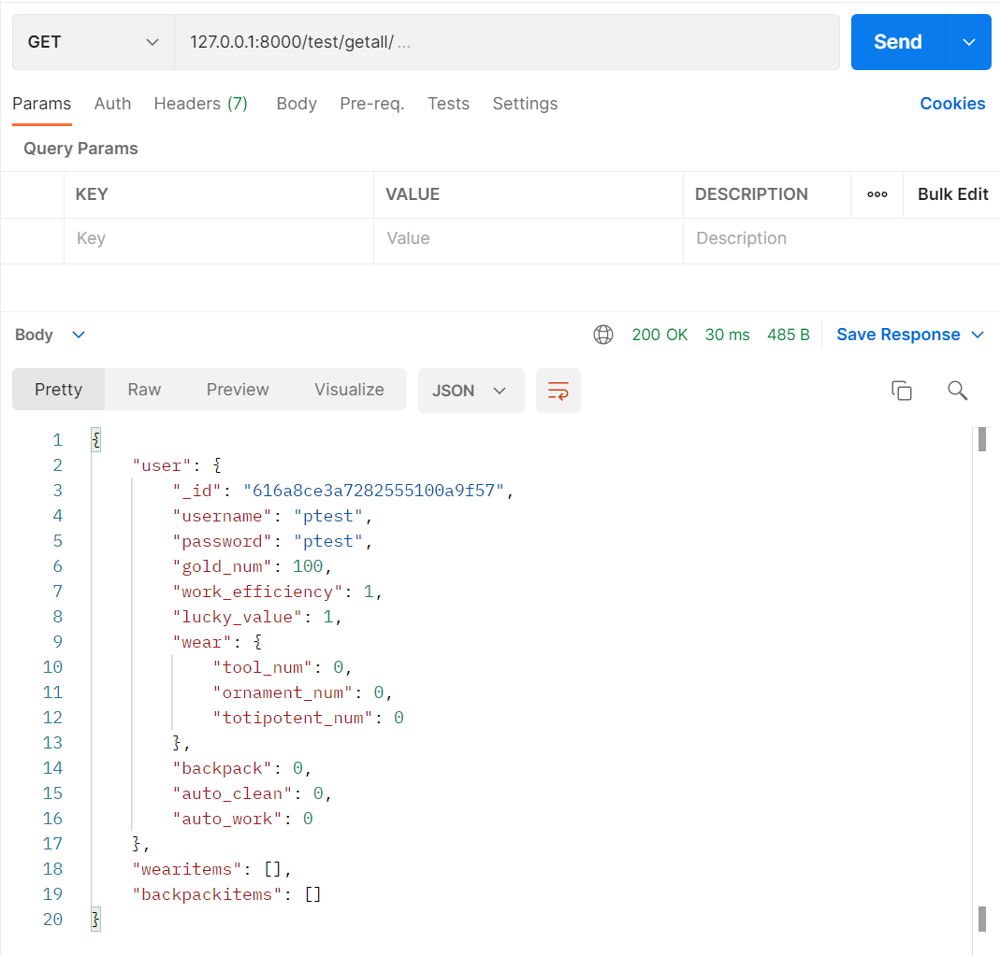 GET 127.0.0.1:8000/test/getall/ ... Send
Params Auth Headers (7) Body Pre-req. Tests Settings Cookies
Query Params
KEY VALUE DESCRIPTION ooo Bulk Edit
Key Value Description
Body 200 OK 30 ms 485 B Save Response
Pretty Raw Preview Visualize JSON
1 {
2 "user": {
3 "_id": "616a8ce3a7282555100a9f57",
4 "username": "ptest",
5 "password": "ptest",
6 "gold_num": 100,
7 "work_efficiency": 1,
8 "lucky_value": 1,
9 "wear": {
10 "tool_num": 0,
11 "ornament_num": 0,
12 "totipotent_num": 0
13 },
14 "backpack": 0,
15 "auto_clean": 0,
16 "auto_work": 0
17 },
18 "wearitems": [],
19 "backpackitems": []
20 }